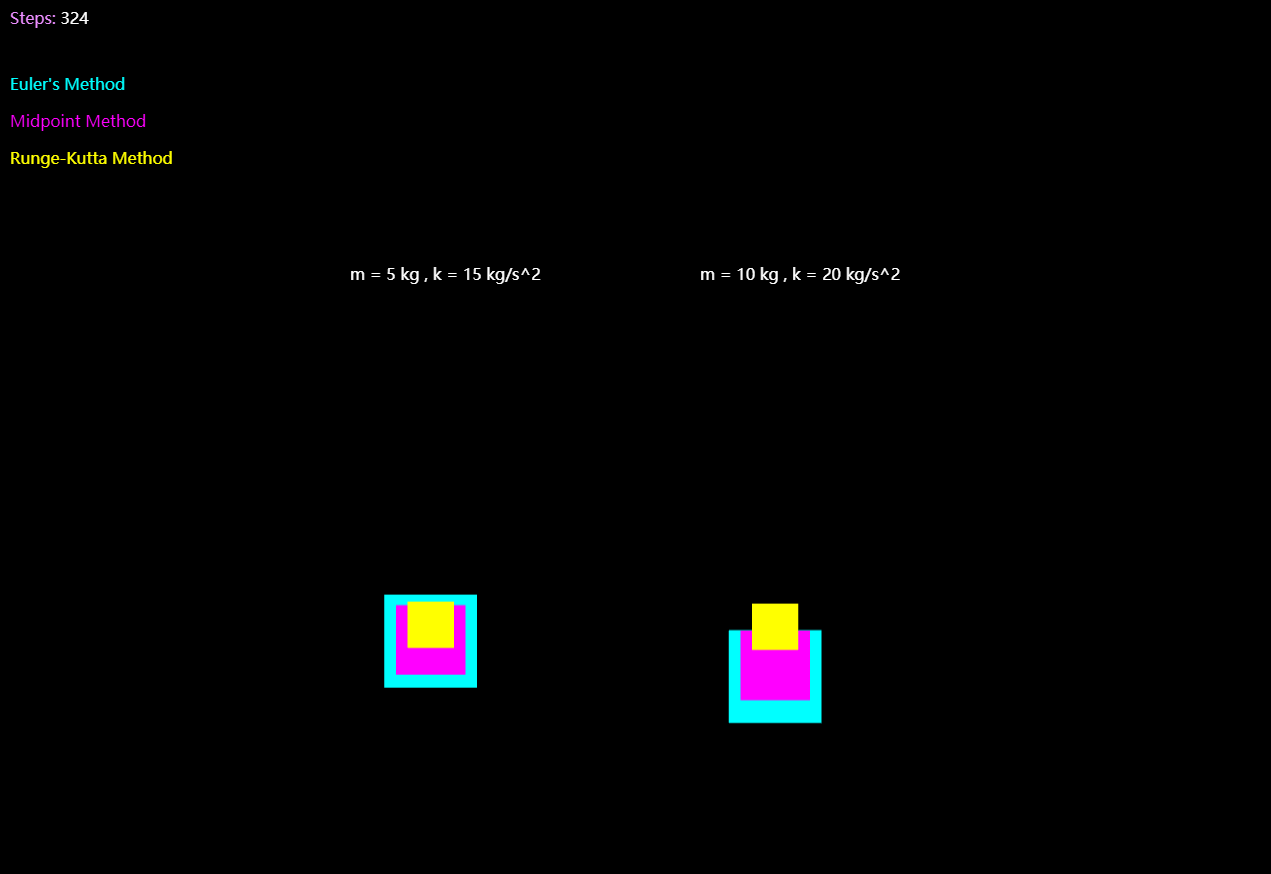 Steps: 324
Euler's Method
Midpoint Method
Runge-Kutta Method
m = 5 kg , k = 15 kg/s^2
m = 10 kg , k = 20 kg/s^2